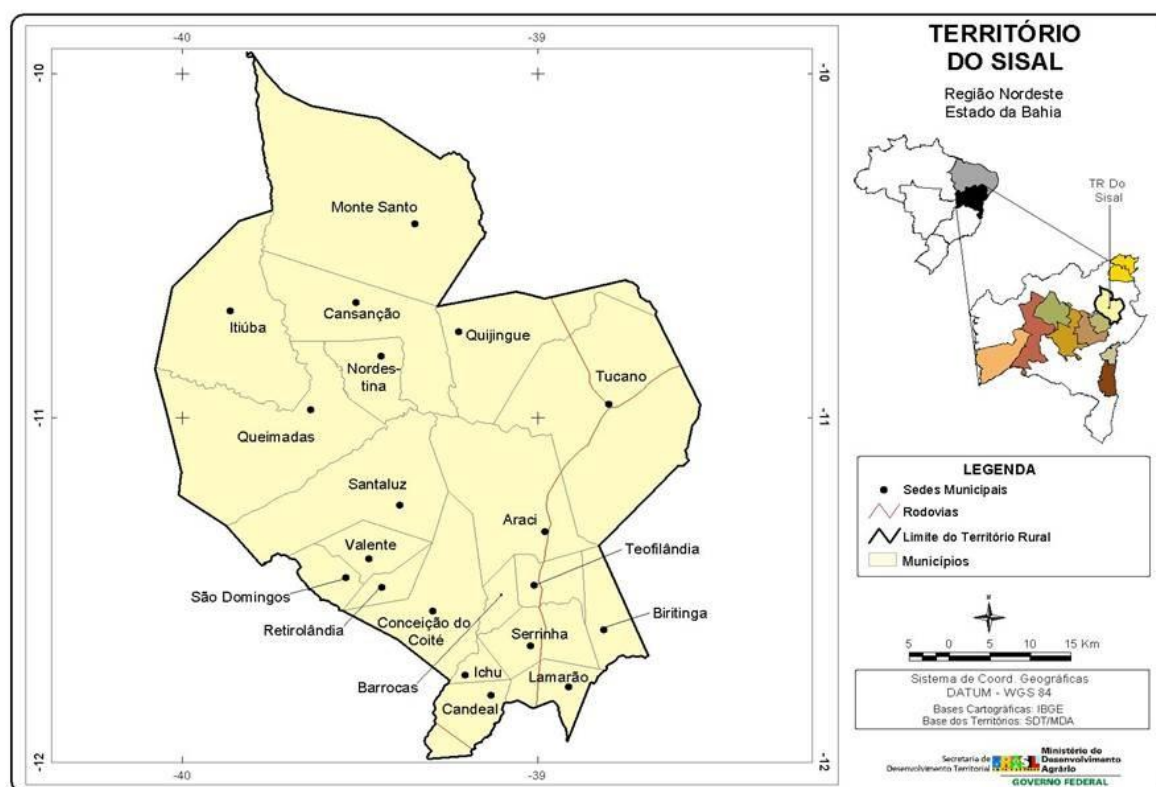 TERRITÓRIO
DO SISAL
Região Nordeste
Estado da Bahia
TR Do
Sisal
-40
-39
-10
-10
Monte Santo
Cansanção
Itiúba
Quijingue
Nordes-
tina
Tucano
-11
-11
Queimadas
Santaluz
Araci
Valente
Teofilândia
São Domingos
Retirolândia
Conceição do
Coité
Biritinga
Serrinha
Barrocas
Ichu
Lamarão
Candeal
-12
-12
-40
-39
LEGENDA
Sedes Municipais
Rodovias
Limite do Território Rural
Municípios
N
5 0 5 10 15 Km
Sistema de Coord. Geográficas
DATUM - WGS 84
Bases Cartográficas: IBGE
Base dos Territórios: SDT/MDA
Secretaria de
Desenvolvimento Territorial
Ministério do
Desenvolvimento
Agrário
GOVERNO FEDERAL